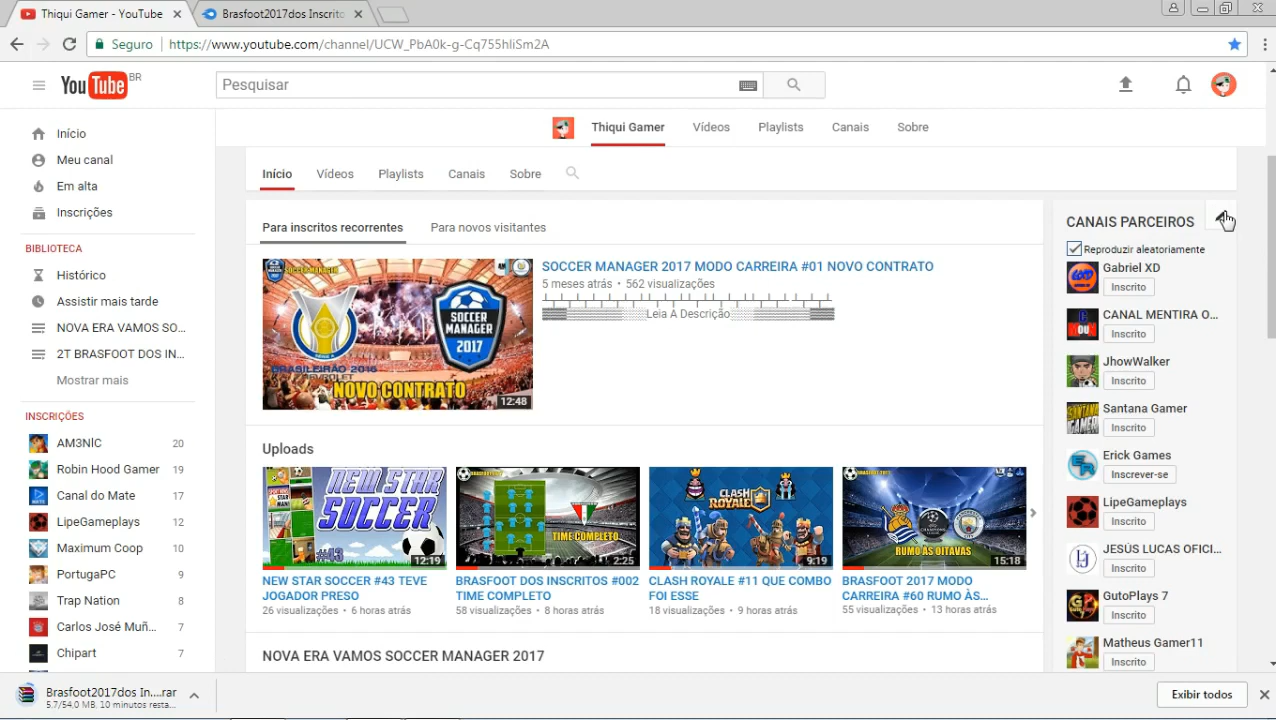 Thiqui Gamer - YouTube
Brasfoot2017dos Inscrito
Seguro
https://www.youtube.com/channel/UCW_PbA0k-g-Cq755hliSm2A
YouTube BR
Pesquisar
Thiqui Gamer
Vídeos
Playlists
Canais
Sobre
Início
Meu canal
Em alta
Inscrições
BIBLIOTECA
Histórico
Assistir mais tarde
NOVA ERA VAMOS SO...
2T BRASFOOT DOS IN...
Mostrar mais
INSCRIÇÕES
AM3NIC 20
Robin Hood Gamer 19
Canal do Mate 17
LipeGameplays 12
Maximum Coop 10
PortugaPC 9
Trap Nation 8
Carlos José Muñ... 7
Chipart 7
Início
Vídeos
Playlists
Canais
Sobre
Para inscritos recorrentes
Para novos visitantes
SOCCER MANAGER
BRASILEIRÃO 2016
CHEVROLET
SOCCER
MANAGER
2017
NOVO CONTRATO
12:48
SOCCER MANAGER 2017 MODO CARREIRA #01 NOVO CONTRATO
5 meses atrás • 562 visualizações
Leia A Descrição
Uploads
NEW STAR
SOCCER
#43
12:19
NEW STAR SOCCER #43 TEVE
JOGADOR PRESO
26 visualizações • 6 horas atrás
TIME COMPLETO
2:25
BRASFOOT DOS INSCRITOS #002
TIME COMPLETO
58 visualizações • 8 horas atrás
CLASH
ROYALE
9:19
CLASH ROYALE #11 QUE COMBO
FOI ESSE
18 visualizações • 9 horas atrás
BRASFOOT 2017
CHAMPIONS
LEAGUE
RUMO AS OITAVAS
15:18
BRASFOOT 2017 MODO
CARREIRA #60 RUMO ÀS...
55 visualizações • 13 horas atrás
NOVA ERA VAMOS SOCCER MANAGER 2017
CANAIS PARCEIROS
Reproduzir aleatoriamente
Gabriel XD
Inscrito
CANAL MENTIRA O...
Inscrito
JhowWalker
Inscrito
Santana Gamer
Inscrito
Erick Games
Inscrever-se
LipeGameplays
Inscrito
JESÚS LUCAS OFICI...
Inscrito
GutoPlays 7
Inscrito
Matheus Gamer11
Inscrito
Brasfoot2017dos In....rar
5.7/54,0 MB, 10 minutos resta...
Exibir todos